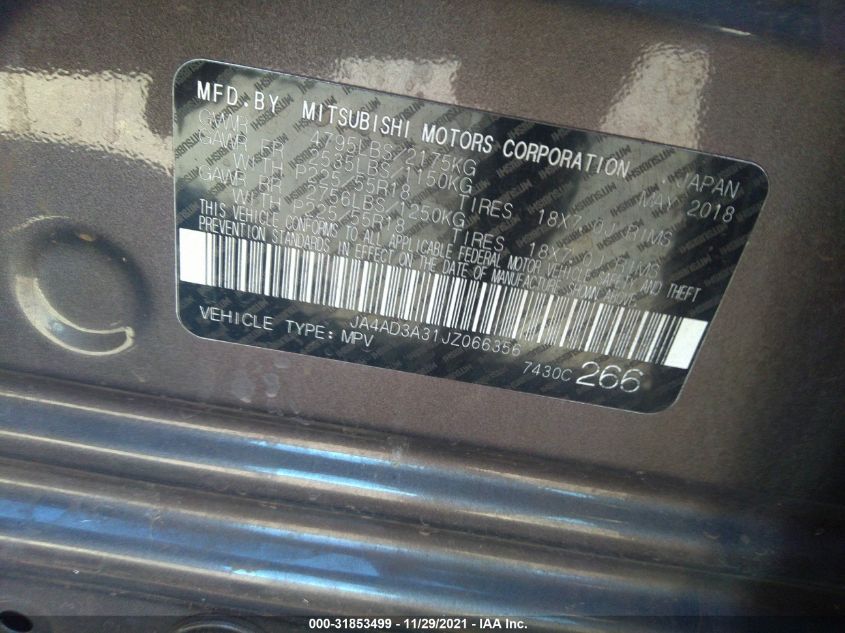 MFD.BY MITSUBISHI MOTORS CORPORATION , JAPAN
GVWR 4795LBS/2175KG MAY 2018
GAWR FR 2535LBS/1150KG
WITH P225/55R18 TIRES, 18X7.0J RIMS
GAWR RR 2756LBS/1250KG
WITH P225/55R18 TIRES, 18X7.0J RIMS
THIS VEHICLE CONFORMS TO ALL APPLICABLE FEDERAL MOTOR VEHICLE AND THEFT
PREVENTION STANDARDS IN EFFECT ON THE DATE OF MANUFACTURE
JA4AD3A31JZ066356
VEHICLE TYPE: MPV 7430C 266
000-31853499 — 11/29/2021 — IAA Inc.